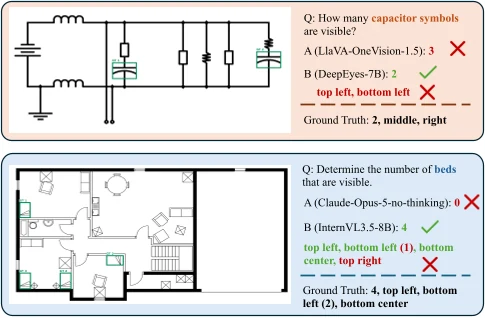 Q: How many capacitor symbols
are visible?
A (LlaVA-OneVision-1.5): 3
B (DeepEyes-7B): 2
top left, bottom left
Ground Truth: 2, middle, right
Q: Determine the number of beds
that are visible.
A (Claude-Opus-5-no-thinking): 0
B (InternVL3.5-8B): 4
top left, bottom left (1), bottom
center, top right
Ground Truth: 4, top left, bottom
left (2), bottom center